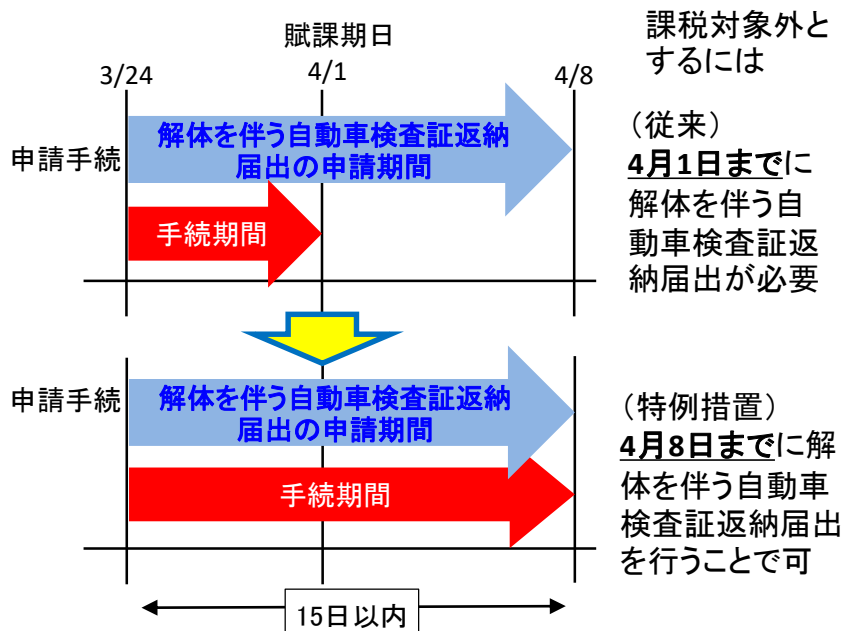 賦課期日
3/24
4/1
4/8
申請手続
解体を伴う自動車検査証返納
届出の申請期間
手続期間
課税対象外と
するには
（従来）
4月1日までに
解体を伴う自
動車検査証返
納届出が必要
申請手続
解体を伴う自動車検査証返納
届出の申請期間
手続期間
（特例措置）
4月8日までに解
体を伴う自動車
検査証返納届出
を行うことで可
15日以内